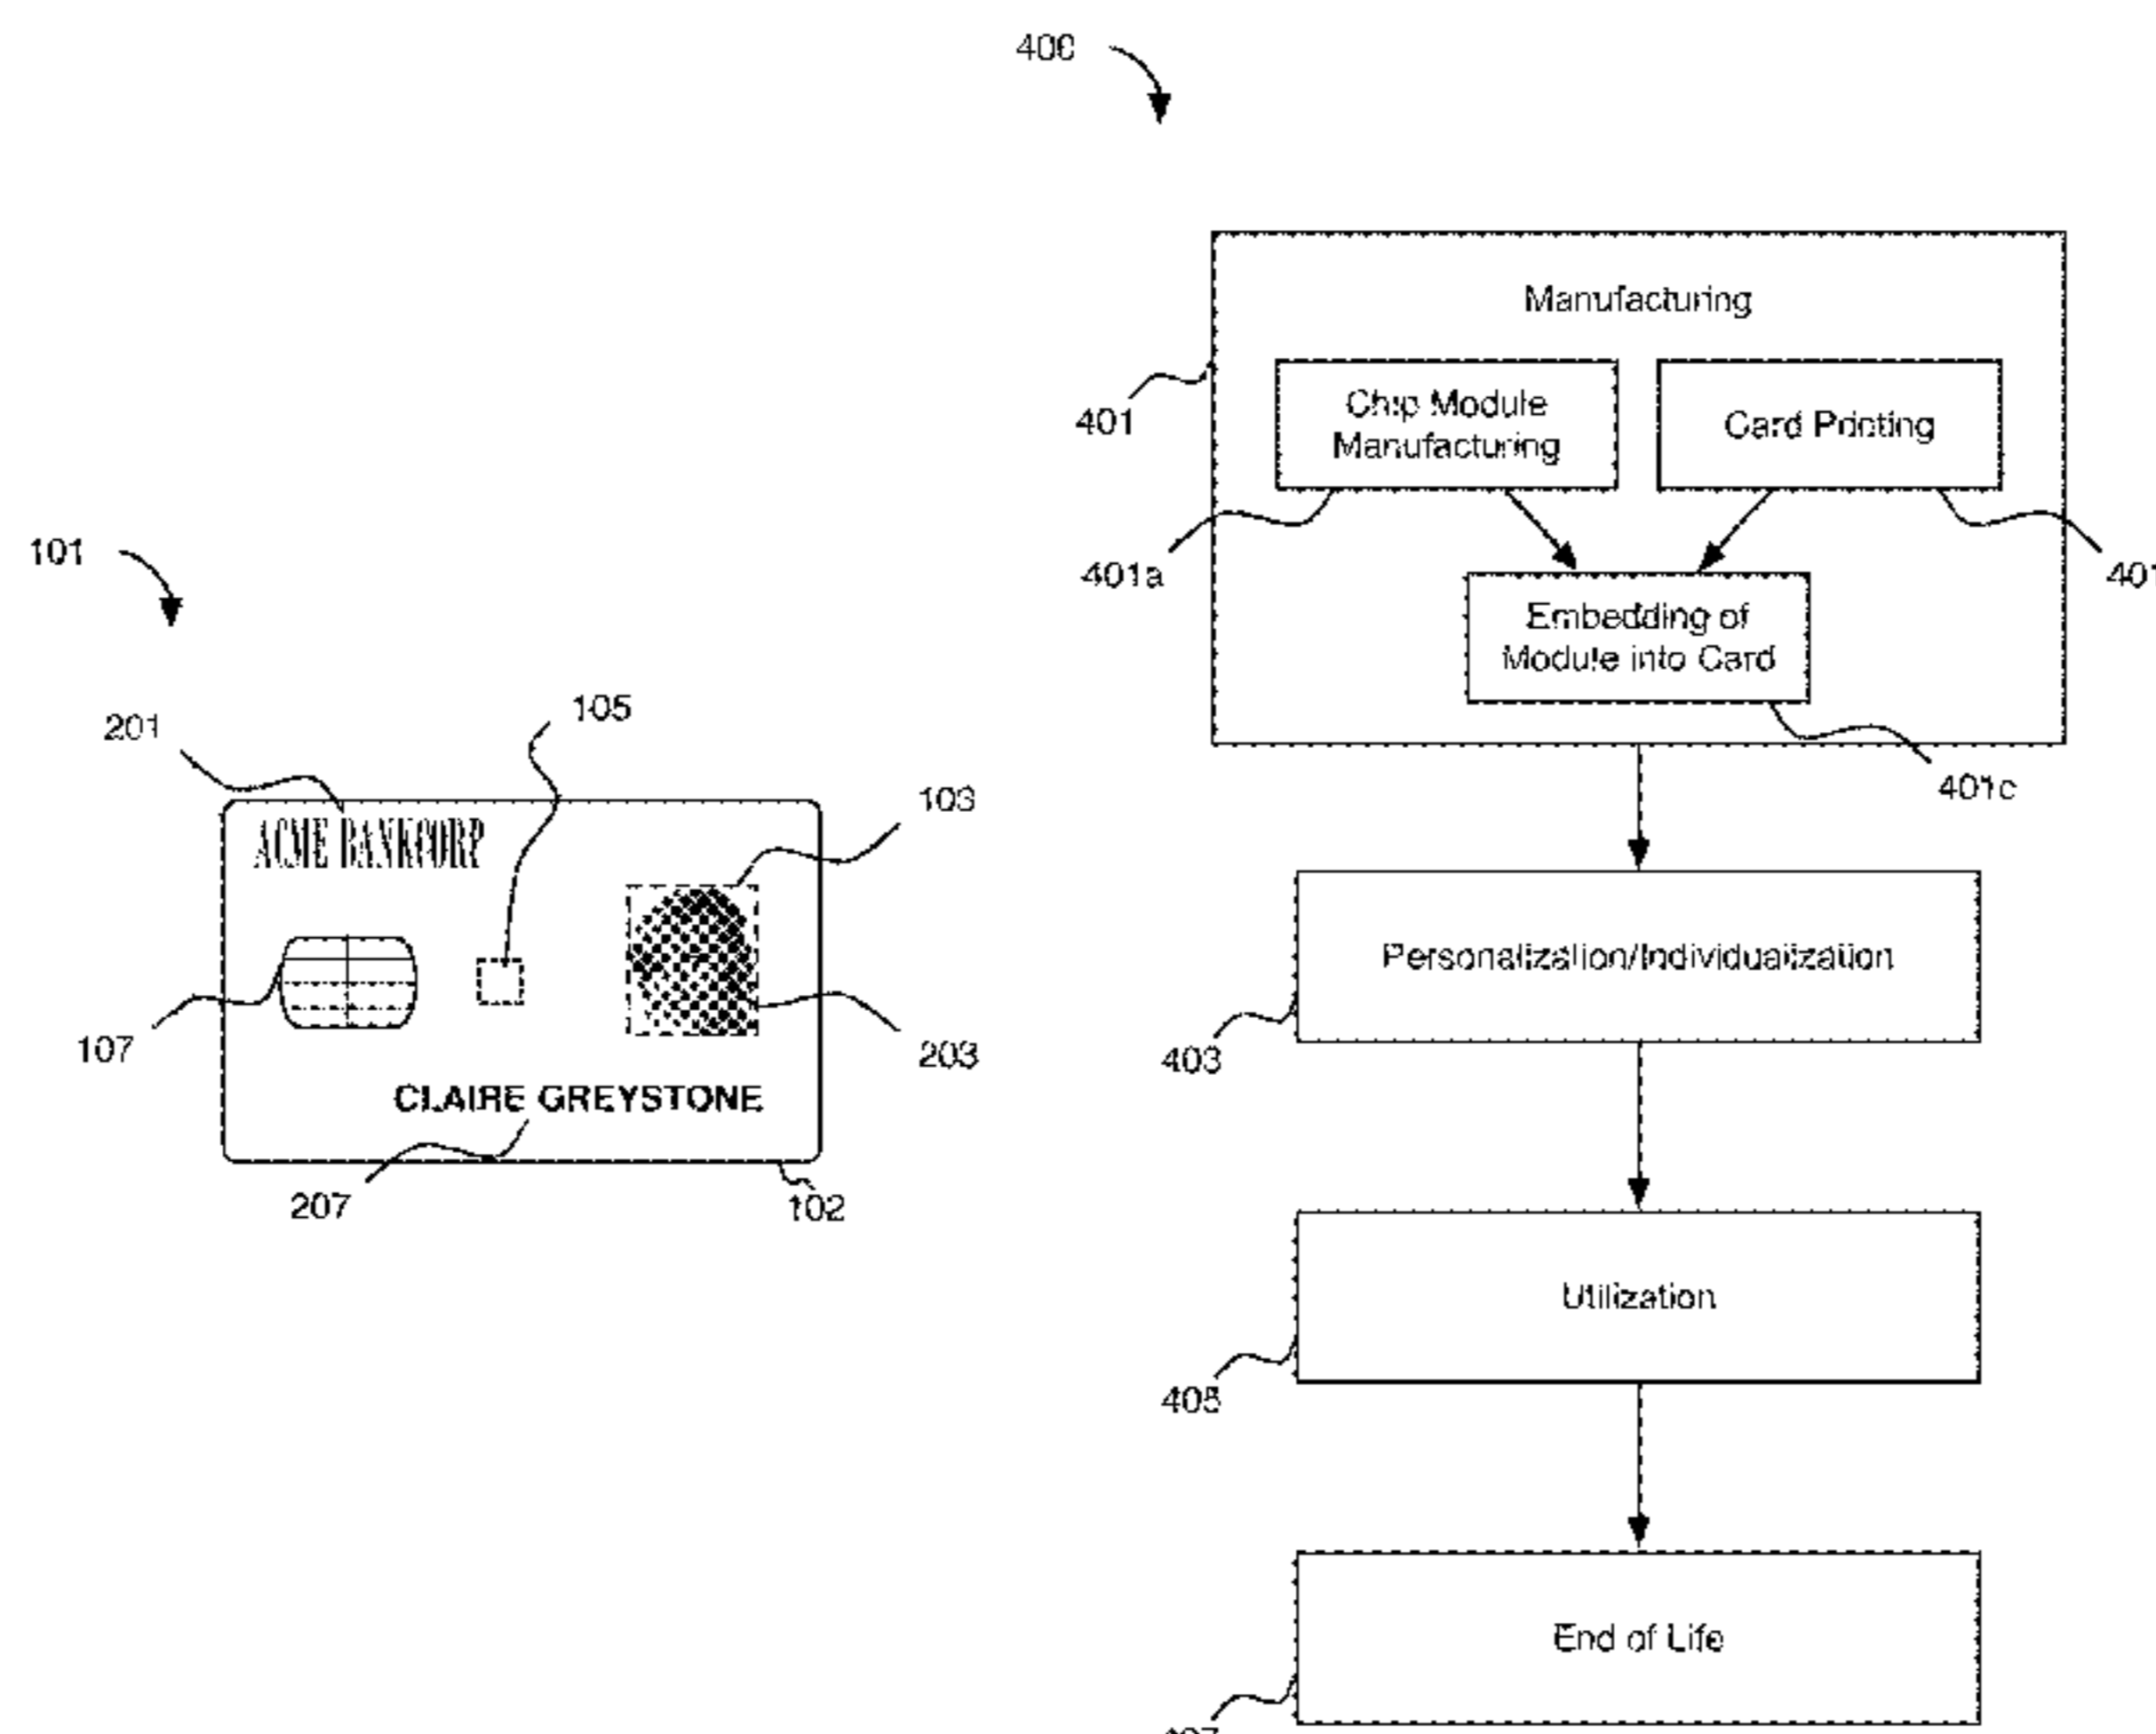 101
201
105
103
ACME BANKCORP
107
203
CLAIRE GREYSTONE
207
102
400
Manufacturing
401
Chip Module
Manufacturing
Card Printing
401a
Embedding of
Module into Card
401c
Personalization/Individualization
403
Utilization
405
End of Life